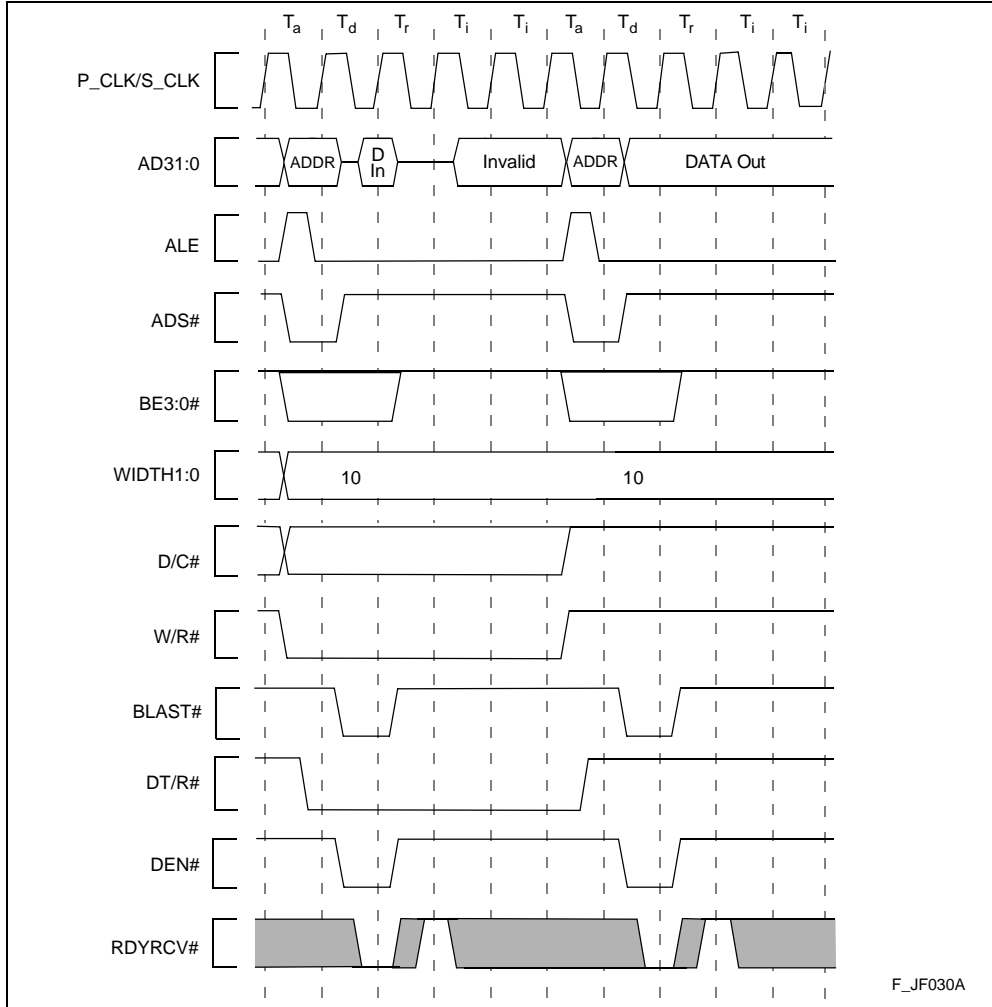 Ta Td Tr Ti Ti Ta Td Tr Ti Ti
P_CLK/S_CLK
AD31:0 ADDR D In Invalid ADDR DATA Out
ALE
ADS#
BE3:0#
WIDTH1:0 10 10
D/C#
W/R#
BLAST#
DT/R#
DEN#
RDYRCV#
F_JF030A